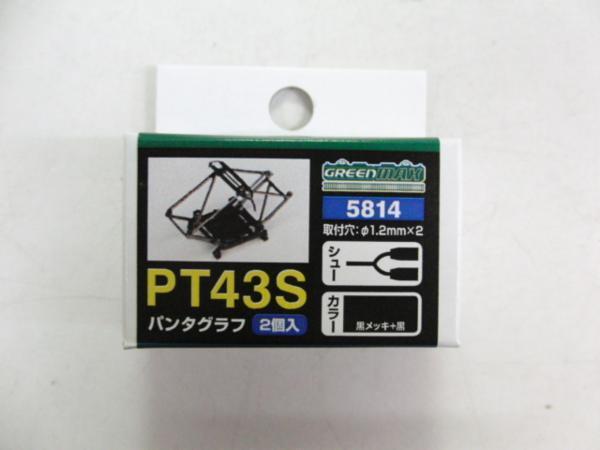 GREENMAX
5814
取付穴:φ1.2mm×2
シュー
PT43S
カラー
パンタグラフ 2個入
黒メッキ+黒